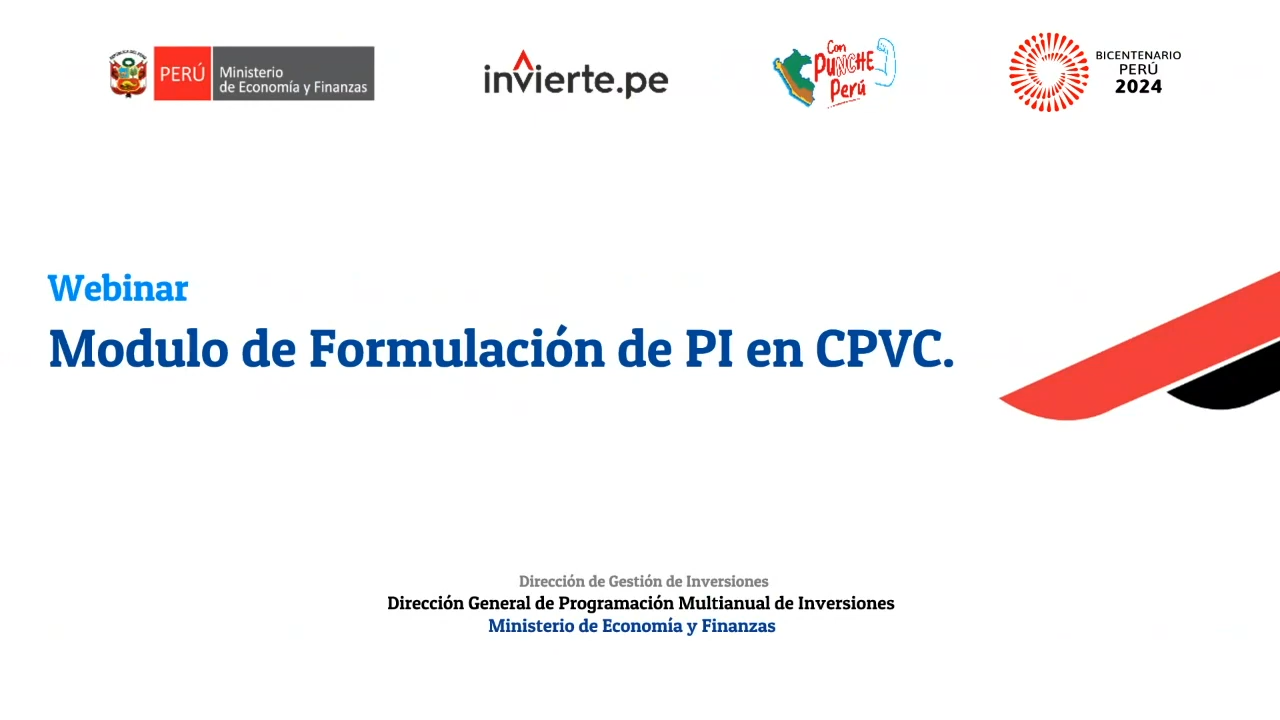 PERÚ
Ministerio
de Economía y Finanzas
invierte.pe
Con
PUNCHE
Perú
BICENTENARIO
PERÚ
2024
Webinar
Modulo de Formulación de PI en CPVC.
Dirección de Gestión de Inversiones
Dirección General de Programación Multianual de Inversiones
Ministerio de Economía y Finanzas